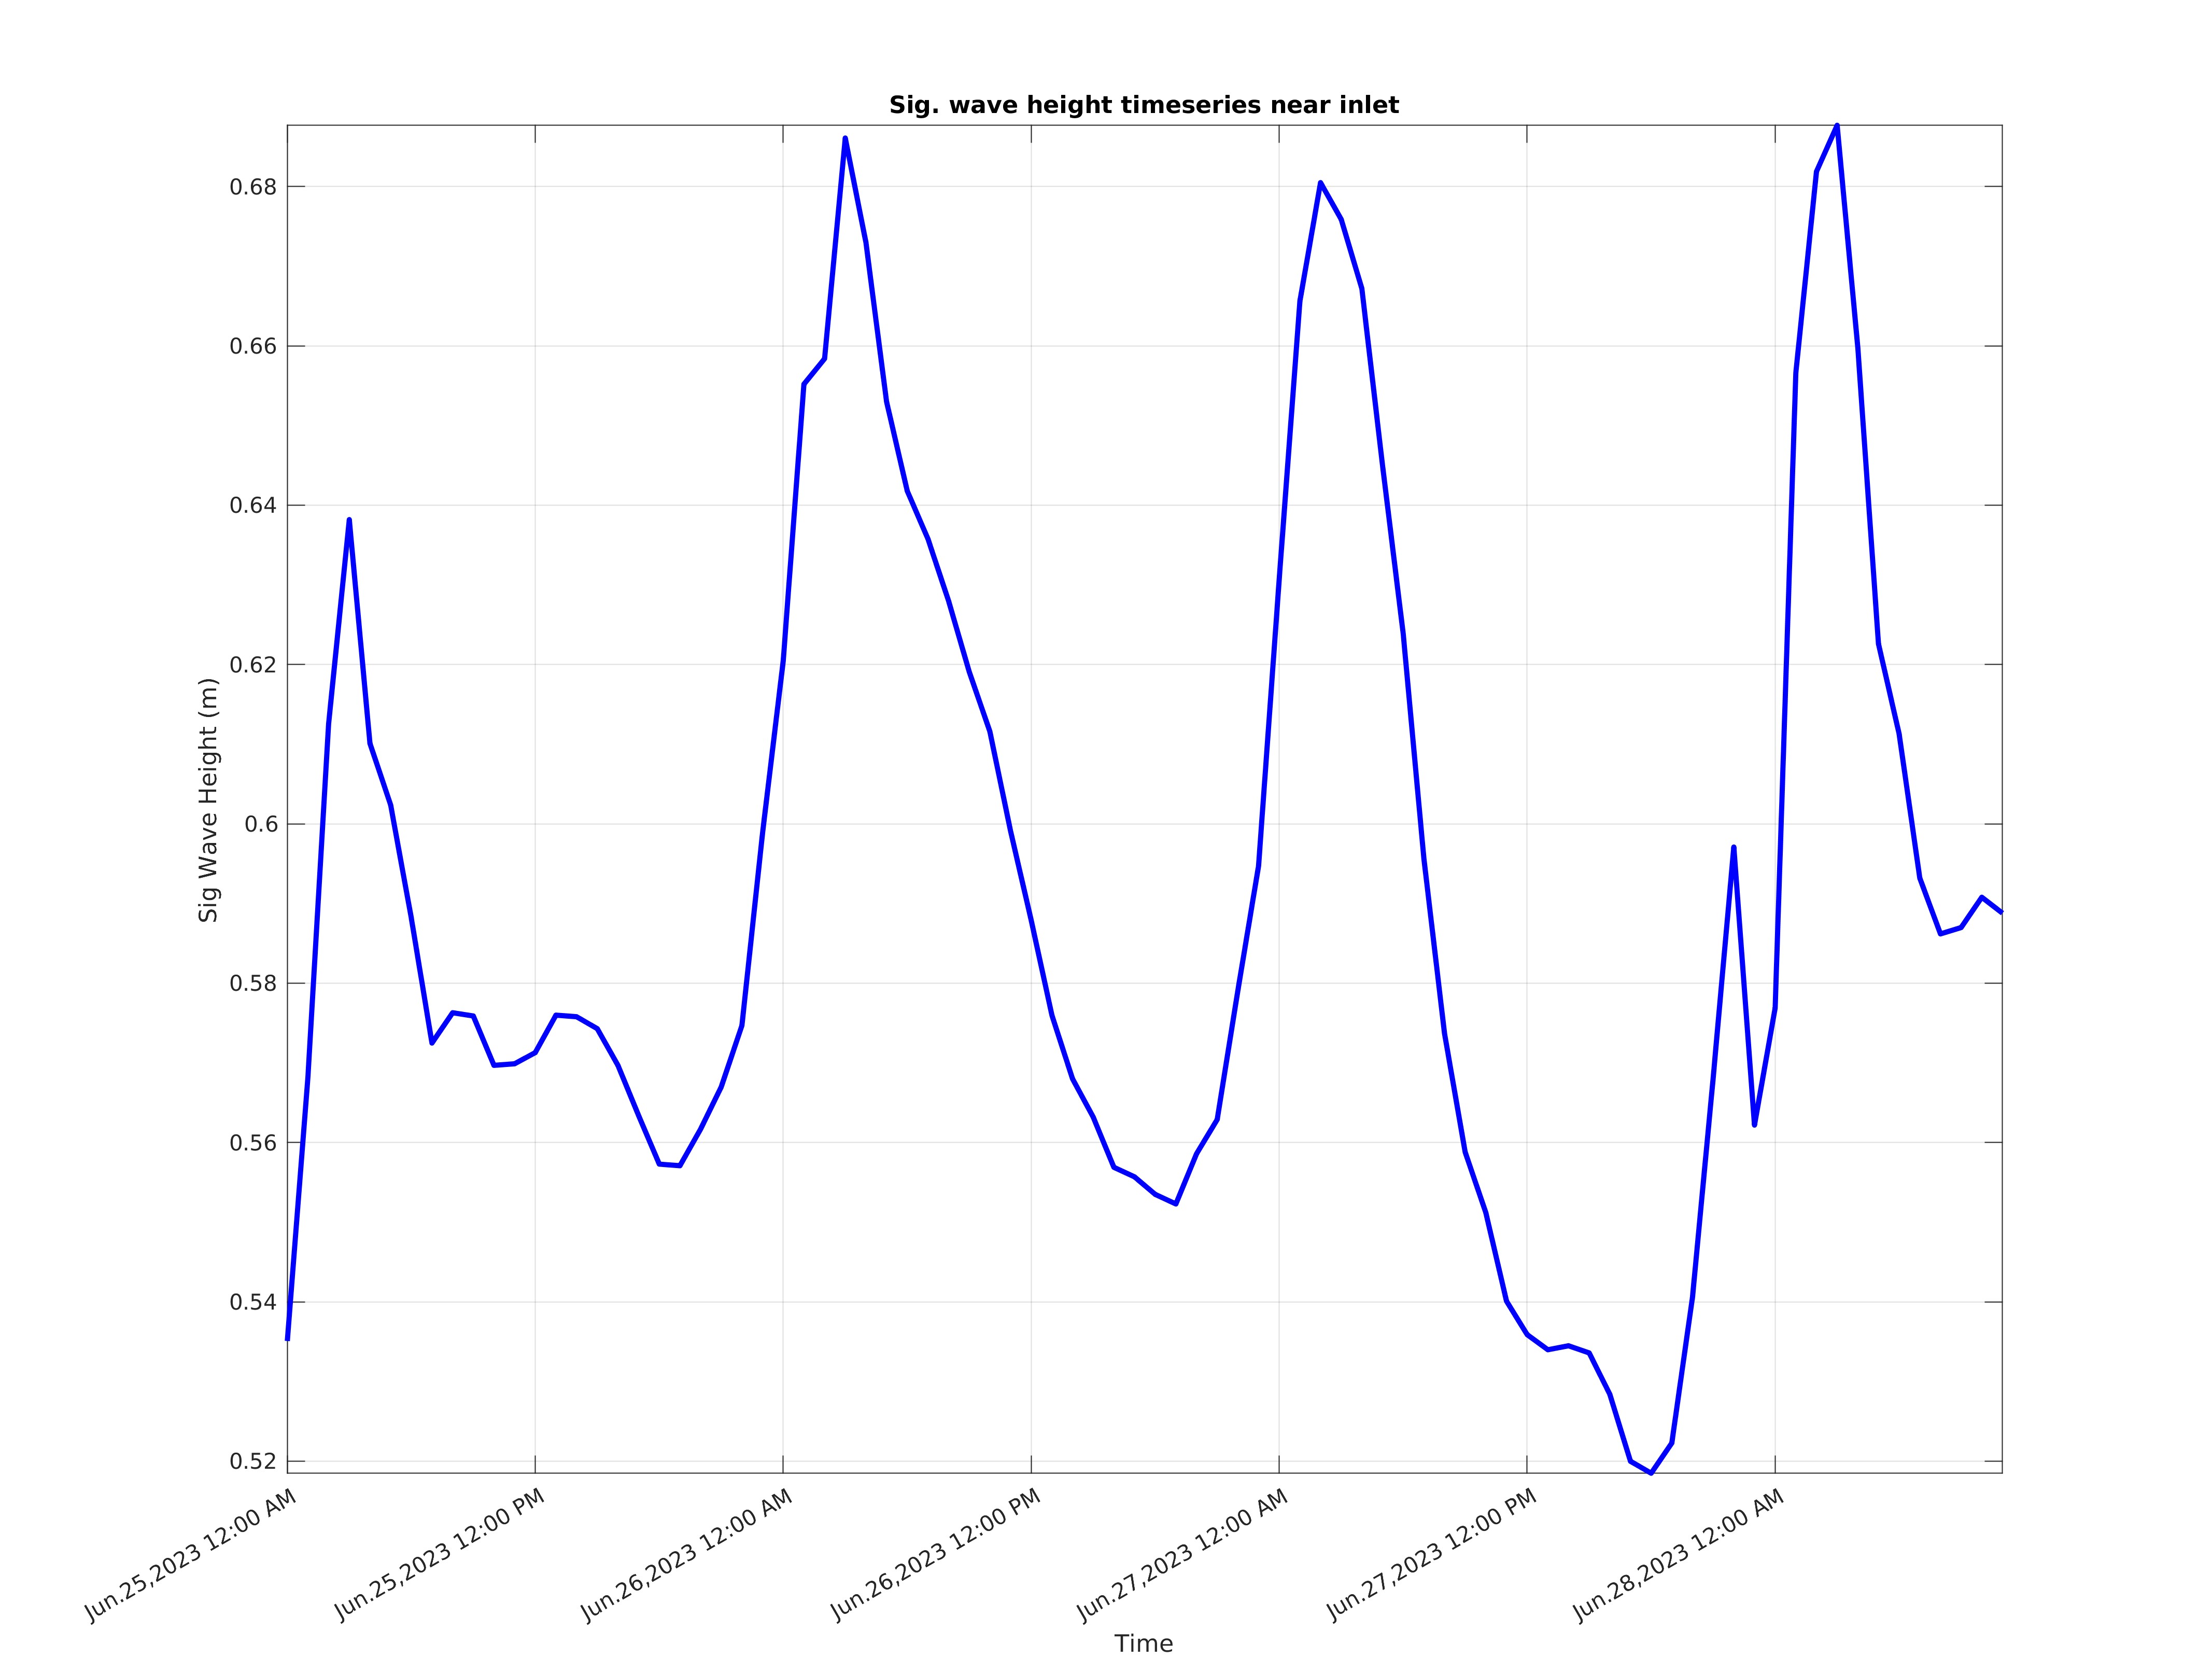 Sig. wave height timeseries near inlet
0.68
0.66
0.64
0.62
0.6
0.58
0.56
0.54
0.52
Sig Wave Height (m)
Jun.25,2023 12:00 AM
Jun.25,2023 12:00 PM
Jun.26,2023 12:00 AM
Jun.26,2023 12:00 PM
Jun.27,2023 12:00 AM
Jun.27,2023 12:00 PM
Jun.28,2023 12:00 AM
Time